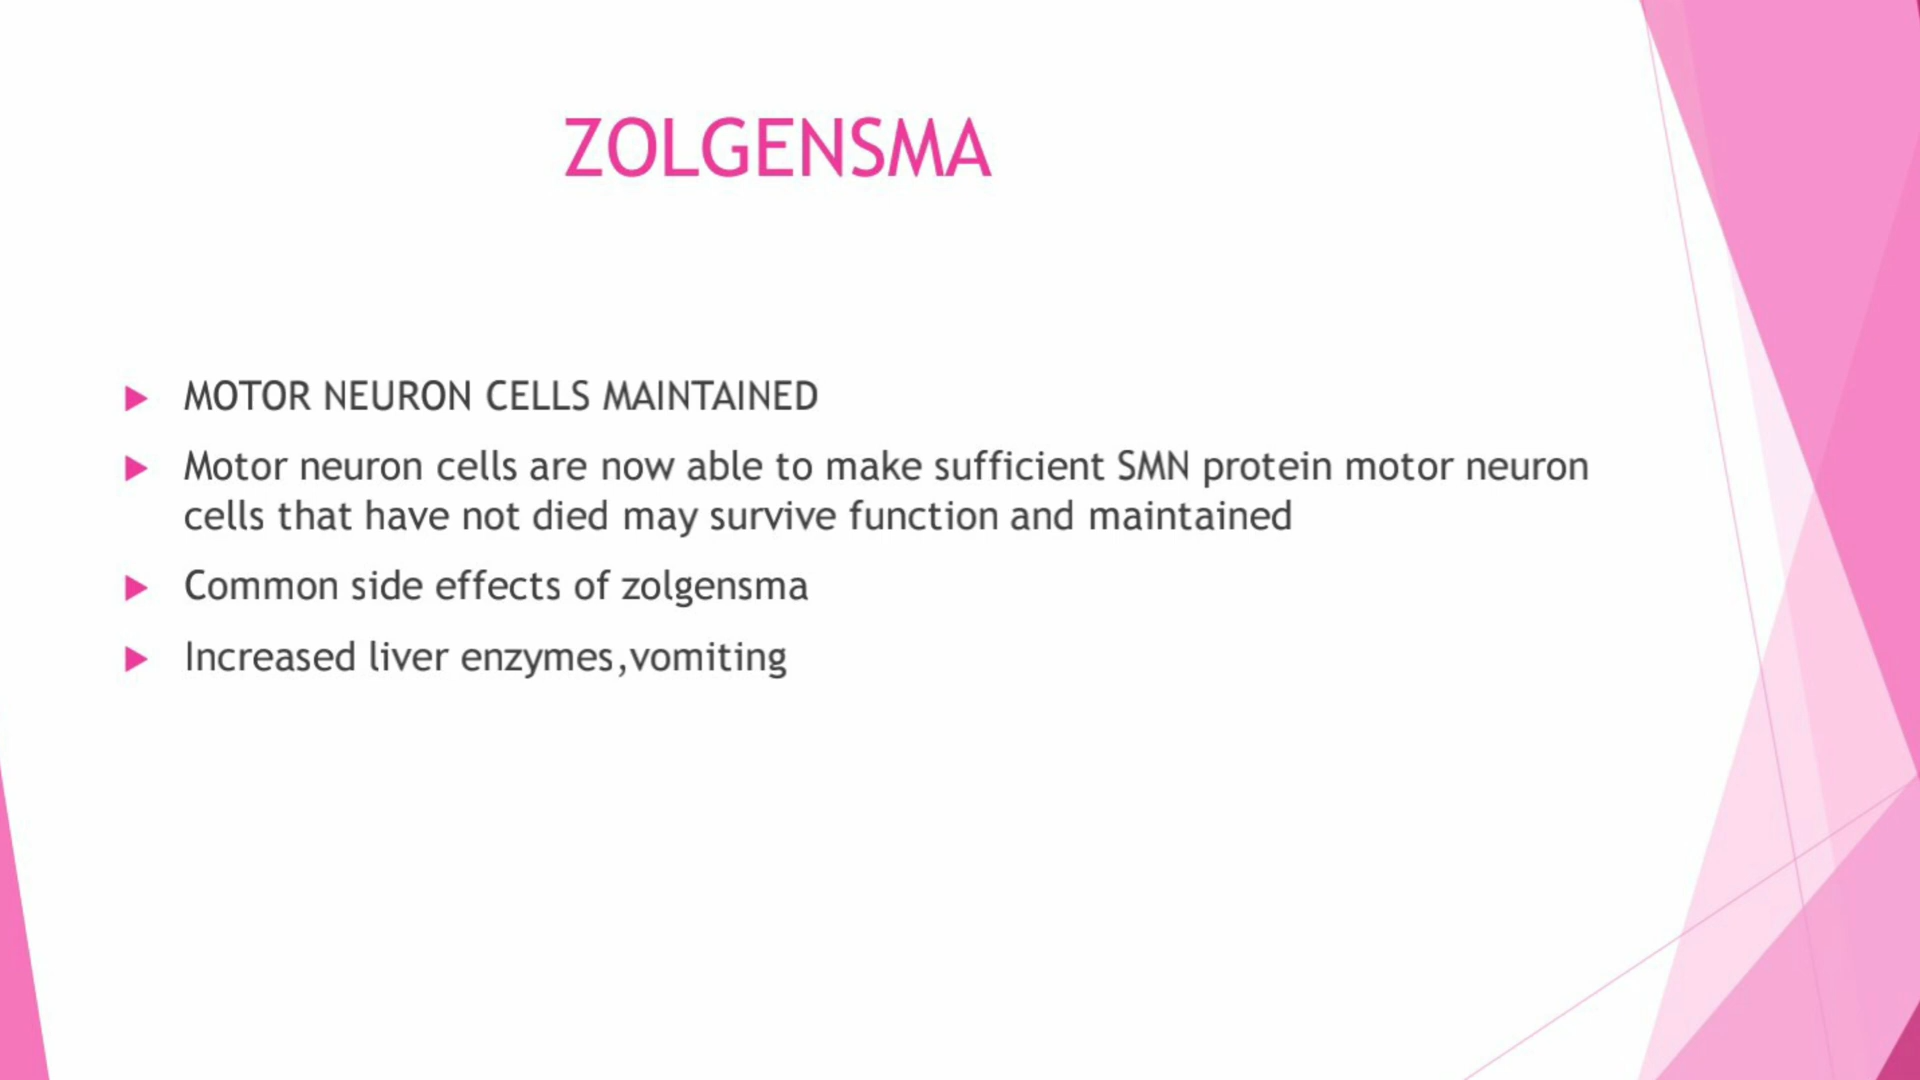 ZOLGENSMA
MOTOR NEURON CELLS MAINTAINED
Motor neuron cells are now able to make sufficient SMN protein motor neuron
cells that have not died may survive function and maintained
Common side effects of zolgensma
Increased liver enzymes,vomiting